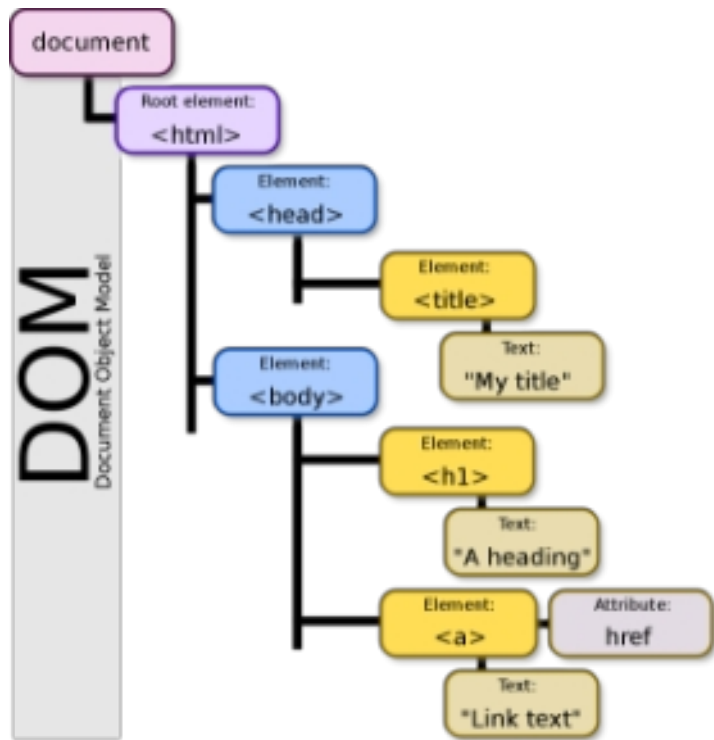 document
Root element:
<html>
Element:
<head>
Element:
<title>
Text:
"My title"
Element:
<body>
Element:
<h1>
Text:
"A heading"
Element:
<a>
Attribute:
href
Text:
"Link text"
DOM
Document Object Model